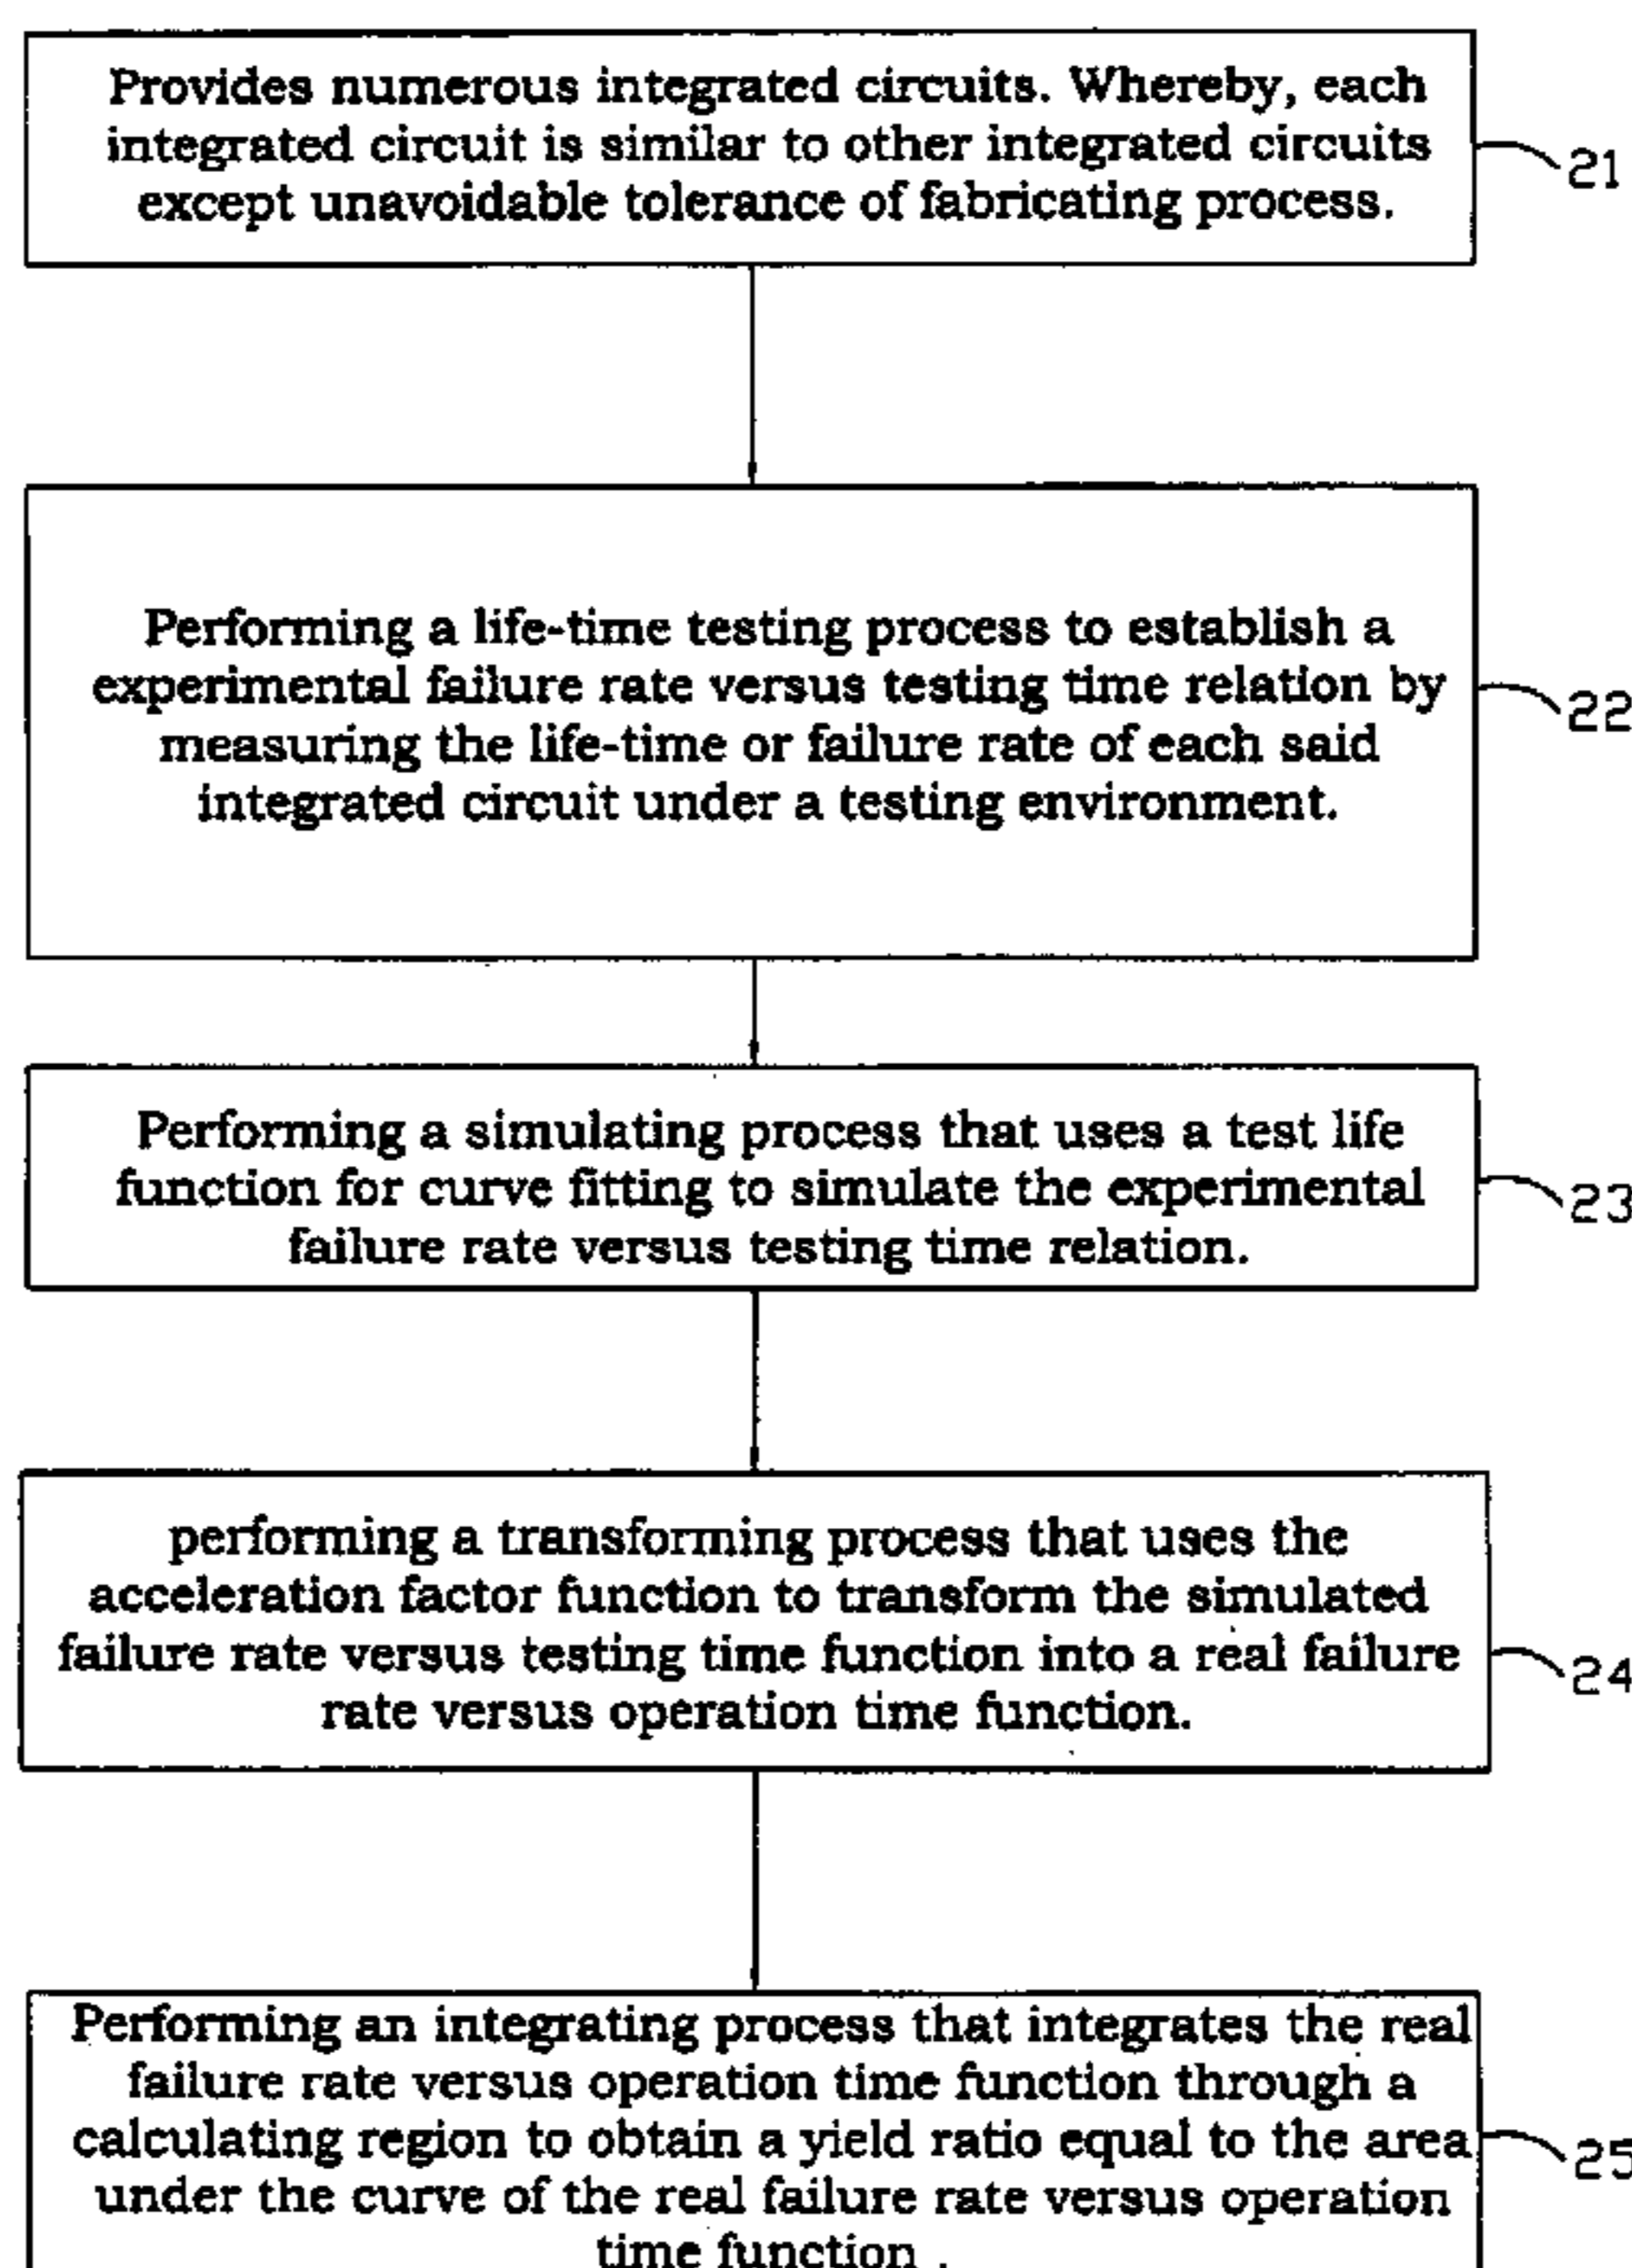 Provides numerous integrated circuits. Whereby, each
integrated circuit is similar to other integrated circuits
except unavoidable tolerance of fabricating process.
21
Performing a life-time testing process to establish a
experimental failure rate versus testing time relation by
measuring the life-time or failure rate of each said
integrated circuit under a testing environment.
22
Performing a simulating process that uses a test life
function for curve fitting to simulate the experimental
failure rate versus testing time relation.
23
performing a transforming process that uses the
acceleration factor function to transform the simulated
failure rate versus testing time function into a real failure
rate versus operation time function.
24
Performing an integrating process that integrates the real
failure rate versus operation time function through a
calculating region to obtain a yield ratio equal to the area
under the curve of the real failure rate versus operation
time function .
25